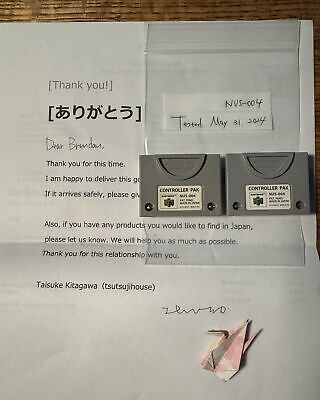 [Thank you!]
[ありがとう]
NUS-004
Tested May 31. 2024
Dear Brendan,
Thank you for this time.
I am happy to deliver this go
If it arrives safely, please giv
CONTROLLER PAK
NUS-004
CONTROLLER PAK
NUS-004
Also, if you have any products you would like to find in Japan,
please let us know. We will help you as much as possible.
Thank you for this relationship with you.
Taisuke Kitagawa (tsutsujihouse)